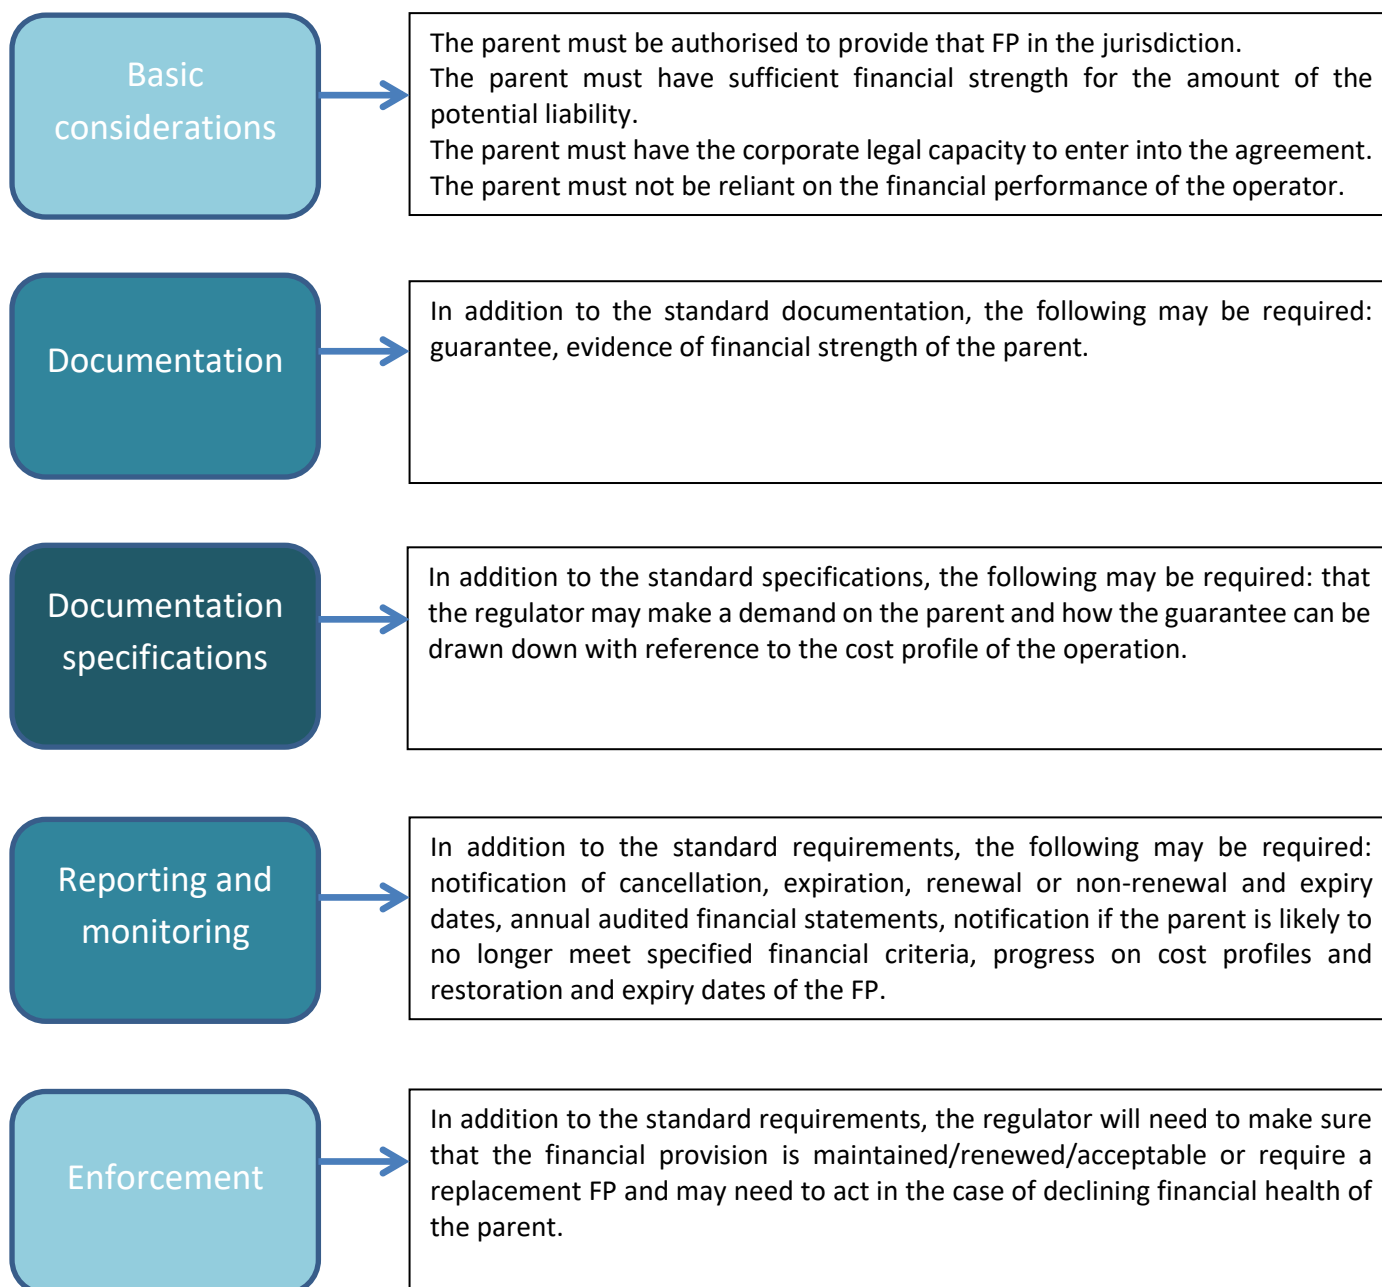 Basic
considerations
The parent must be authorised to provide that FP in the jurisdiction.
The parent must have sufficient financial strength for the amount of the
potential liability.
The parent must have the corporate legal capacity to enter into the agreement.
The parent must not be reliant on the financial performance of the operator.
Documentation
In addition to the standard documentation, the following may be required:
guarantee, evidence of financial strength of the parent.
Documentation
specifications
In addition to the standard specifications, the following may be required: that
the regulator may make a demand on the parent and how the guarantee can be
drawn down with reference to the cost profile of the operation.
Reporting and
monitoring
In addition to the standard requirements, the following may be required:
notification of cancellation, expiration, renewal or non-renewal and expiry
dates, annual audited financial statements, notification if the parent is likely to
no longer meet specified financial criteria, progress on cost profiles and
restoration and expiry dates of the FP.
Enforcement
In addition to the standard requirements, the regulator will need to make sure
that the financial provision is maintained/renewed/acceptable or require a
replacement FP and may need to act in the case of declining financial health of
the parent.